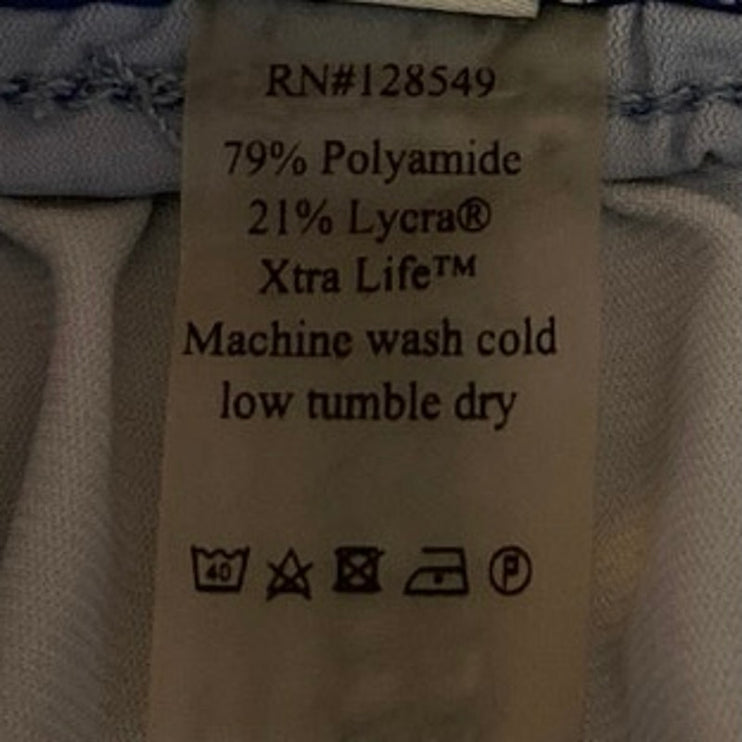 RN#128549
79% Polyamide
21% Lycra®
Xtra Life™
Machine wash cold
low tumble dry
40 P